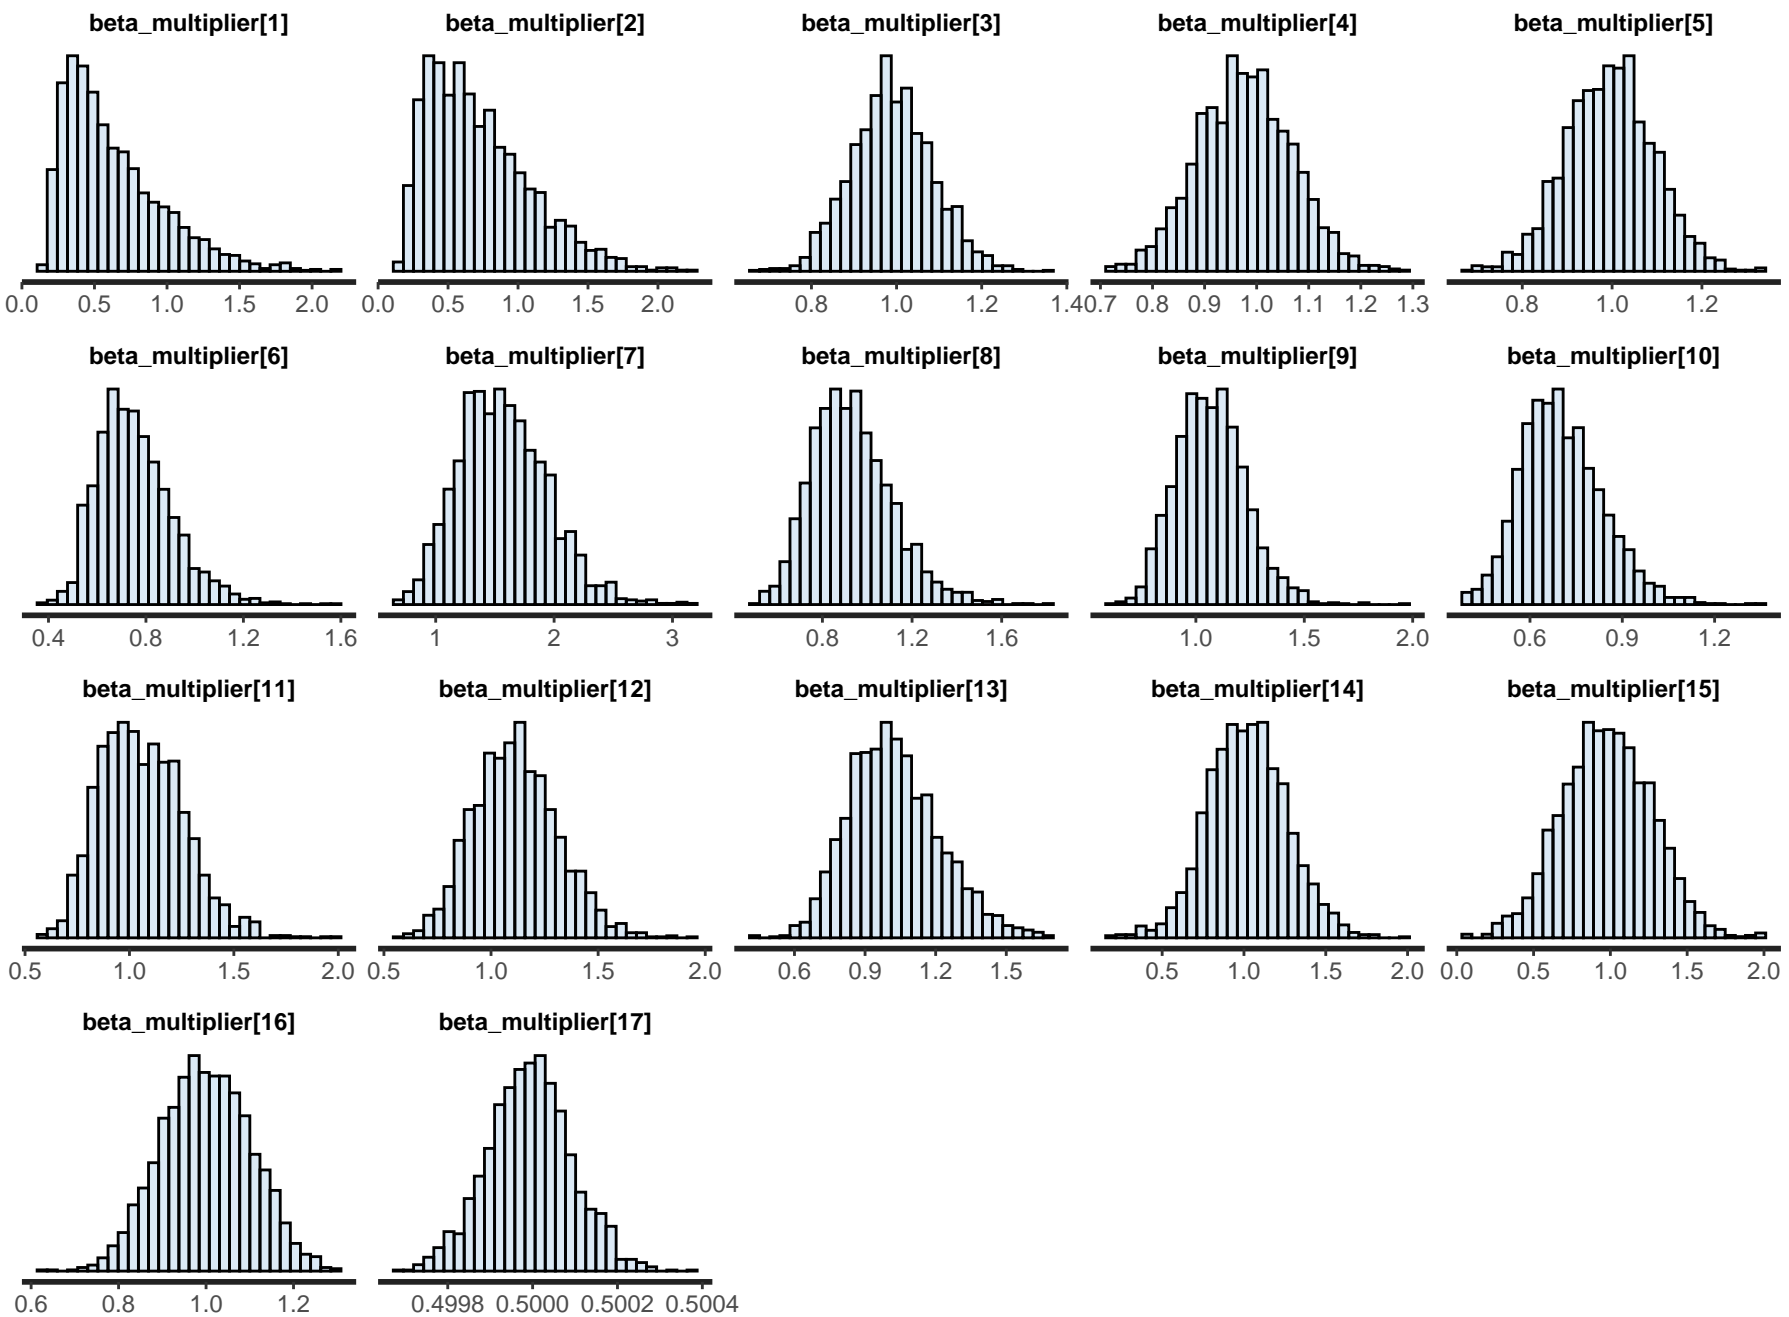 beta_multiplier[1] beta_multiplier[2] beta_multiplier[3] beta_multiplier[4] beta_multiplier[5]
0.0 0.5 1.0 1.5 2.0 0.0 0.5 1.0 1.5 2.0 0.8 1.0 1.2 1.4 0.7 0.8 0.9 1.0 1.1 1.2 1.3 0.8 1.0 1.2
beta_multiplier[6] beta_multiplier[7] beta_multiplier[8] beta_multiplier[9] beta_multiplier[10]
0.4 0.8 1.2 1.6 1 2 3 0.8 1.2 1.6 1.0 1.5 2.0 0.6 0.9 1.2
beta_multiplier[11] beta_multiplier[12] beta_multiplier[13] beta_multiplier[14] beta_multiplier[15]
0.5 1.0 1.5 2.0 0.5 1.0 1.5 2.0 0.6 0.9 1.2 1.5 0.5 1.0 1.5 2.0 0.0 0.5 1.0 1.5 2.0
beta_multiplier[16] beta_multiplier[17]
0.6 0.8 1.0 1.2 0.4998 0.5000 0.5002 0.5004